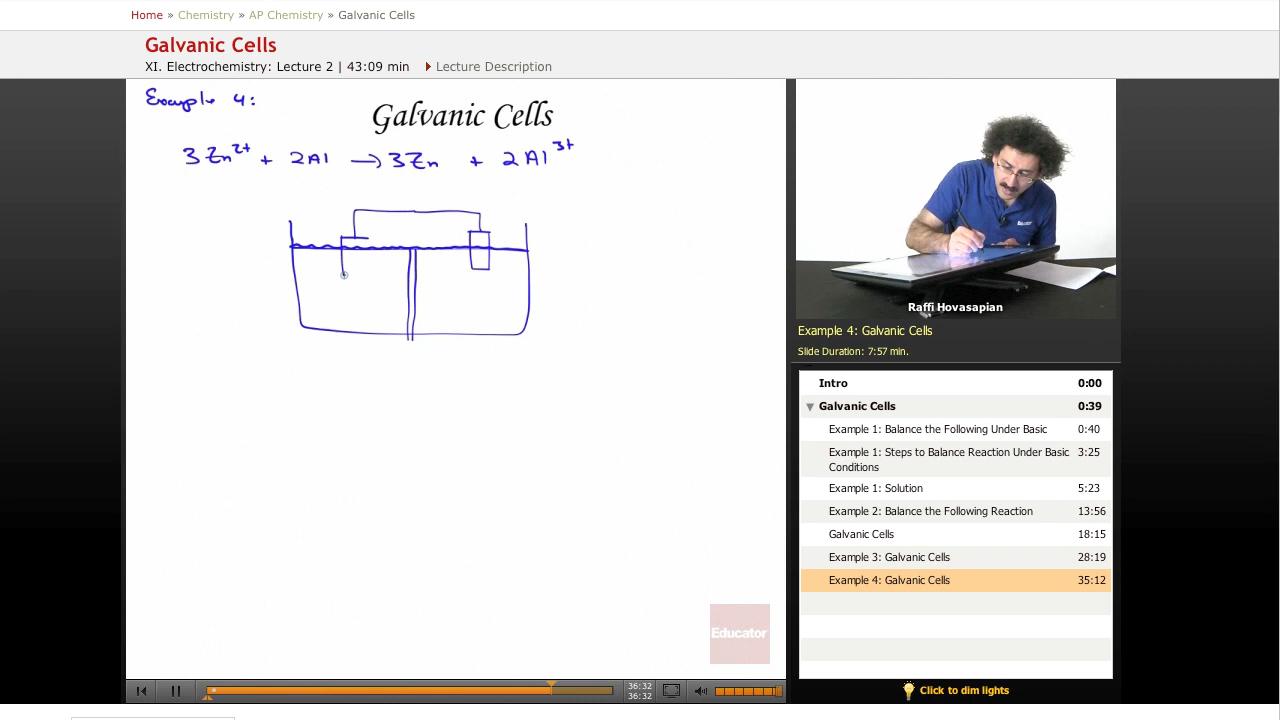 Home » Chemistry » AP Chemistry » Galvanic Cells
Galvanic Cells
XI. Electrochemistry: Lecture 2 | 43:09 min Lecture Description
Example 4:
Galvanic Cells
3Zn²⁺ + 2Al → 3Zn + 2Al³⁺
Raffi Hovasapian
Example 4: Galvanic Cells
Slide Duration: 7:57 min.
Intro 0:00
Galvanic Cells 0:39
Example 1: Balance the Following Under Basic 0:40
Example 1: Steps to Balance Reaction Under Basic 3:25
Conditions
Example 1: Solution 5:23
Example 2: Balance the Following Reaction 13:56
Galvanic Cells 18:15
Example 3: Galvanic Cells 28:19
Example 4: Galvanic Cells 35:12
Educator
36:32
36:32
Click to dim lights